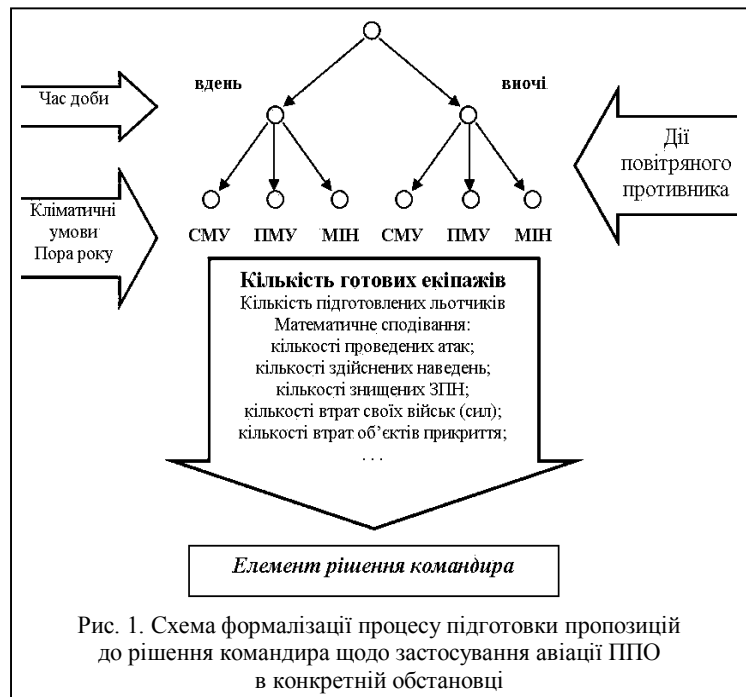 вдень
вночі
Час доби
Дії
повітряного
противника
Кліматичні
умови
Пора року
СМУ ПМУ МІН СМУ ПМУ МІН
Кількість готових екіпажів
Кількість підготовлених льотчиків
Математичне сподівання:
кількості проведених атак;
кількості здійснених наведень;
кількості знищених ЗПН;
кількості втрат своїх військ (сил);
кількості втрат об’єктів прикриття;
. . .
Елемент рішення командира
Рис. 1. Схема формалізації процесу підготовки пропозицій
до рішення командира щодо застосування авіації ППО
в конкретній обстановці